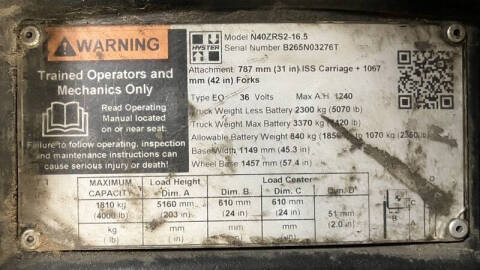 WARNING
Trained Operators and
Mechanics Only
Read Operating
Manual located
on or near seat.
Failure to follow operating, inspection
and maintenance instructions can
cause serious injury or death!
HYSTER
Model N40ZRS2-16.5
Serial Number B265N03276T
Attachment 787 mm (31 in) ISS Carriage + 1067
mm (42 in) Forks
Type EO 36 Volts Max A.H. 1240
Truck Weight Less Battery 2300 kg (5070 lb)
Truck Weight Max Battery 3370 kg (7420 lb)
Allowable Battery Weight 840 kg to 1070 kg
Base Width 1149 mm (45.3 in)
Wheel Base 1457 mm (57.4 in)
MAXIMUM CAPACITY Load Height Dim. A Load Center Dim. B Dim. C Dim. D
1810 kg 5160 mm 610 mm 610 mm 51 mm
(4000 lb) (203 in) (24 in) (24 in) (2.0 in)
kg mm mm mm
( lb) ( in) ( in) ( in)